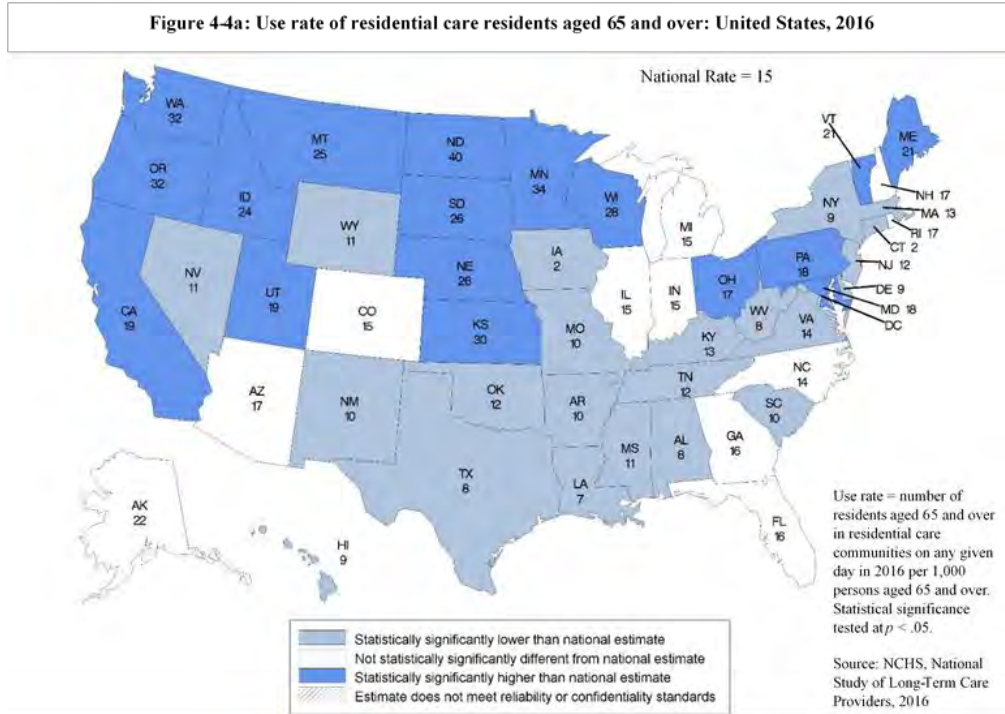 Figure 4-4a: Use rate of residential care residents aged 65 and over: United States, 2016
National Rate = 15
WA
32
OR
32
CA
19
NV
11
ID
24
MT
25
WY
11
UT
19
CO
15
AZ
17
NM
10
ND
40
SD
26
NE
26
KS
30
OK
12
TX
8
MN
34
IA
2
MO
10
AR
10
LA
7
WI
28
IL
15
MI
15
IN
15
OH
17
KY
13
TN
12
MS
11
AL
8
GA
16
FL
16
SC
10
NC
14
VA
14
WV
8
PA
18
NY
9
VT
21
ME
21
NH 17
MA 13
RI 17
CT 2
NJ 12
DE 9
MD 18
DC
AK
22
HI
9
Use rate = number of
residents aged 65 and over
in residential care
communities on any given
day in 2016 per 1,000
persons aged 65 and over.
Statistical significance
tested at p < .05.
Source: NCHS, National
Study of Long-Term Care
Providers, 2016
Statistically significantly lower than national estimate
Not statistically significantly different from national estimate
Statistically significantly higher than national estimate
Estimate does not meet reliability or confidentiality standards